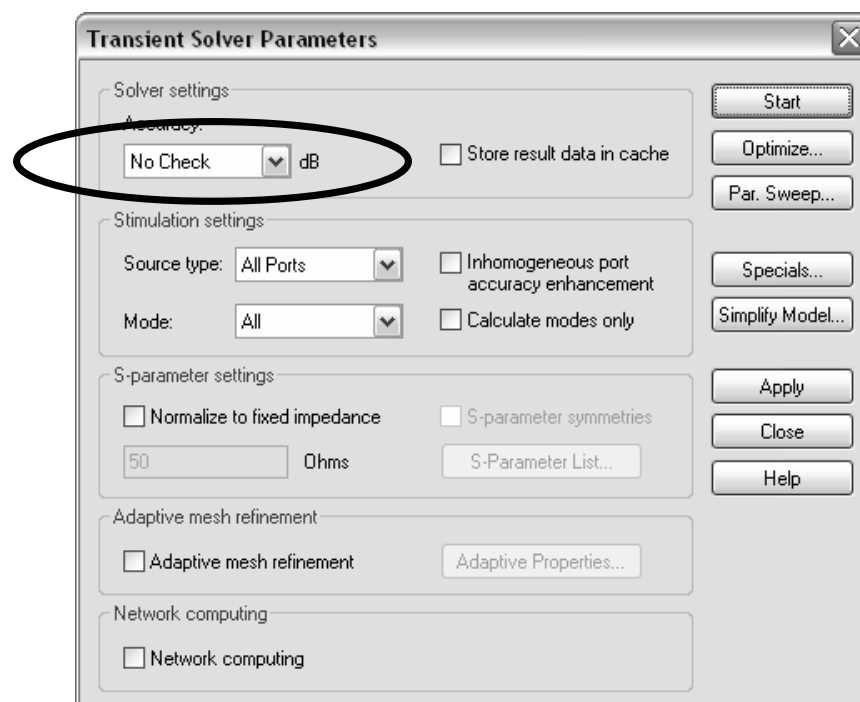 Transient Solver Parameters
Solver settings
Accuracy:
No Check dB
Store result data in cache
Start
Optimize...
Par. Sweep...
Stimulation settings
Source type: All Ports
Inhomogeneous port
accuracy enhancement
Mode: All
Calculate modes only
Specials...
Simplify Model...
S-parameter settings
Normalize to fixed impedance
S-parameter symmetries
50 Ohms
S-Parameter List...
Apply
Close
Help
Adaptive mesh refinement
Adaptive mesh refinement
Adaptive Properties...
Network computing
Network computing